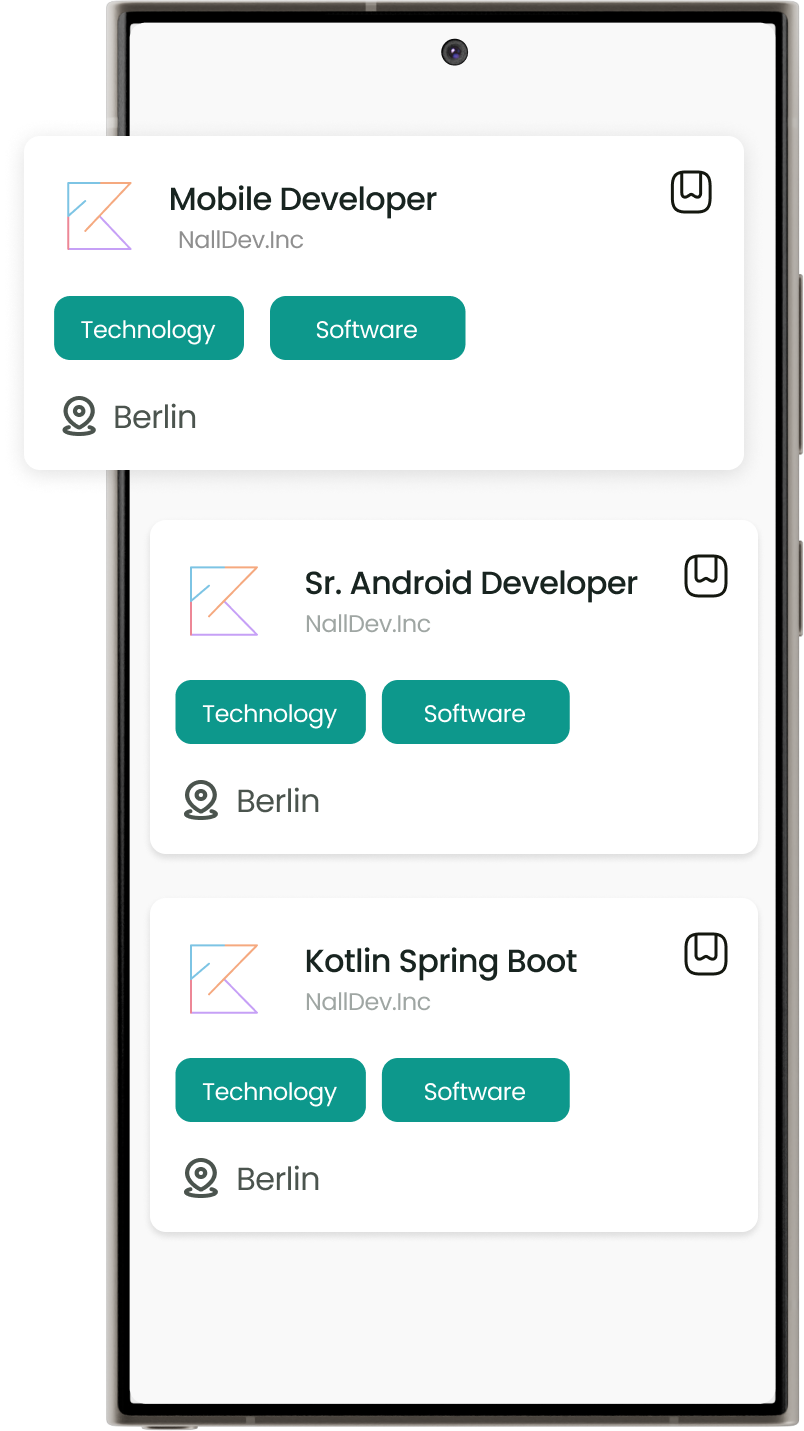 Mobile Developer
NallDev.Inc
Technology Software
Berlin
Sr. Android Developer
NallDev.Inc
Technology Software
Berlin
Kotlin Spring Boot
NallDev.Inc
Technology Software
Berlin